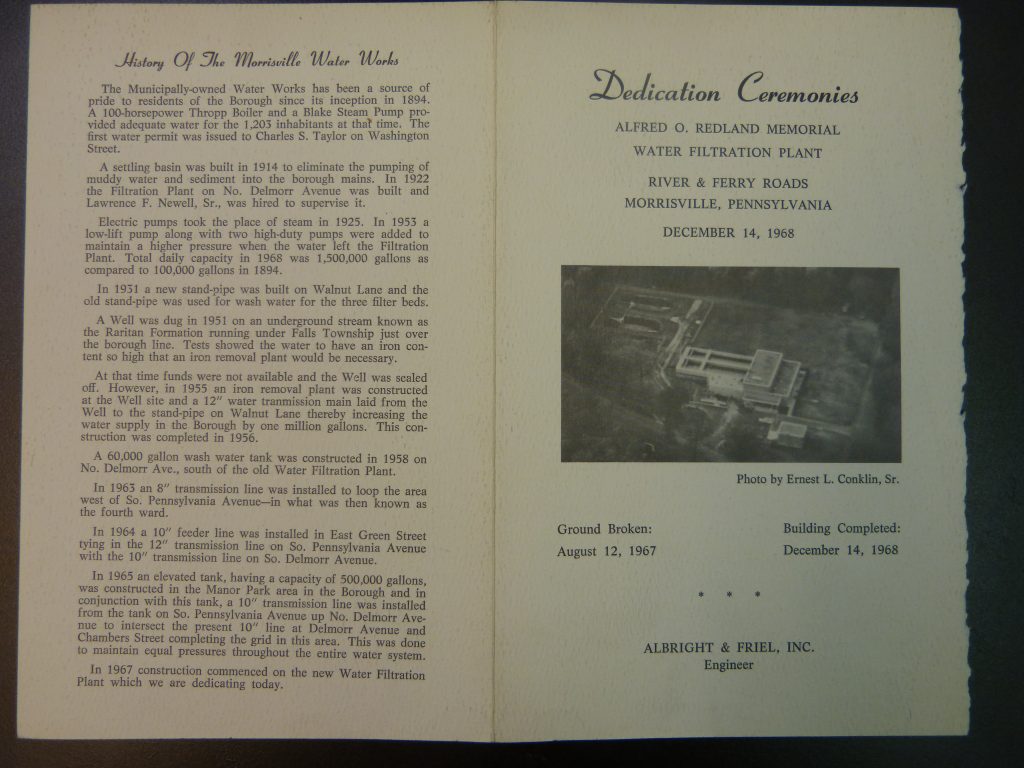 History Of The Morrisville Water Works
The Municipally-owned Water Works has been a source of
pride to residents of the Borough since its inception in 1894.
A 100-horsepower Thropp Boiler and a Blake Steam Pump pro-
vided adequate water for the 1,203 inhabitants at that time. The
first water permit was issued to Charles S. Taylor on Washington
Street.
A settling basin was built in 1914 to eliminate the pumping of
muddy water and sediment into the borough mains. In 1922
the Filtration Plant on No. Delmorr Avenue was built and
Lawrence F. Newell, Sr., was hired to supervise it.
Electric pumps took the place of steam in 1925. In 1953 a
low-lift pump along with two high-duty pumps were added to
maintain a higher pressure when the water left the Filtration
Plant. Total daily capacity in 1968 was 1,500,000 gallons as
compared to 100,000 gallons in 1894.
In 1931 a new stand-pipe was built on Walnut Lane and the
old stand-pipe was used for wash water for the three filter beds.
A Well was dug in 1951 on an underground stream known as
the Raritan Formation running under Falls Township just over
the borough line. Tests showed the water to have an iron con-
tent so high that an iron removal plant would be necessary.
At that time funds were not available and the Well was sealed
off. However, in 1955 an iron removal plant was constructed
at the Well site and a 12" water tranmission main laid from the
Well to the stand-pipe on Walnut Lane thereby increasing the
water supply in the Borough by one million gallons. This con-
struction was completed in 1956.
A 60,000 gallon wash water tank was constructed in 1958 on
No. Delmorr Ave., south of the old Water Filtration Plant.
In 1963 an 8" transmission line was installed to loop the area
west of So. Pennsylvania Avenue—in what was then known as
the fourth ward.
In 1964 a 10" feeder line was installed in East Green Street
tying in the 12" transmission line on So. Pennsylvania Avenue
with the 10" transmission line on So. Delmorr Avenue.
In 1965 an elevated tank, having a capacity of 500,000 gallons,
was constructed in the Manor Park area in the Borough and in
conjunction with this tank, a 10" transmission line was installed
from the tank on So. Pennsylvania Avenue up No. Delmorr Ave-
nue to intersect the present 10" line at Delmorr Avenue and
Chambers Street completing the grid in this area. This was done
to maintain equal pressures throughout the entire water system.
In 1967 construction commenced on the new Water Filtration
Plant which we are dedicating today.
Dedication Ceremonies
ALFRED O. REDLAND MEMORIAL
WATER FILTRATION PLANT
RIVER & FERRY ROADS
MORRISVILLE, PENNSYLVANIA
DECEMBER 14, 1968
Photo by Ernest L. Conklin, Sr.
Ground Broken:
August 12, 1967
Building Completed:
December 14, 1968
* * *
ALBRIGHT & FRIEL, INC.
Engineer